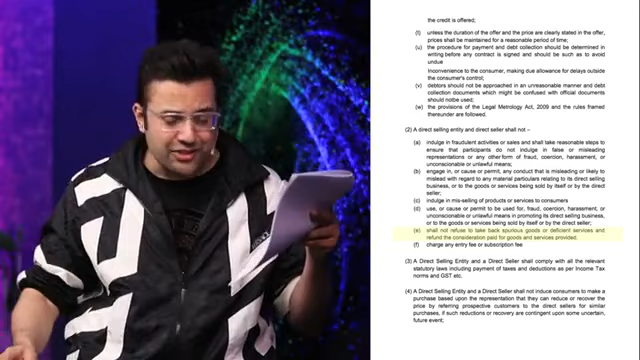 the credit is offered;
(t) unless the duration of the offer and the price are clearly stated in the offer,
prices shall be maintained for a reasonable period of time;
(u) the procedure for payment and debt collection should be determined in
writing before any contract is signed and should be such as to avoid
undue
Inconvenience to the consumer, making due allowance for delays outside
the consumer's control;
(v) debtors should not be approached in an unreasonable manner and debt
collection documents which might be confused with official documents
should notbe used;
(w) the provisions of the Legal Metrology Act, 2009 and the rules framed
thereunder are followed.
(2) A direct selling entity and direct seller shall not –
(a) indulge in fraudulent activities or sales and shall take reasonable steps to
ensure that participants do not indulge in false or misleading
representations or any other form of fraud, coercion, harassment, or
unconscionable or unlawful means;
(b) engage in, or cause or permit, any conduct that is misleading or likely to
mislead with regard to any material particulars relating to its direct selling
business, or to the goods or services being sold by itself or by the direct
seller;
(c) indulge in mis-selling of products or services to consumers
(d) use, or cause or permit to be used for, fraud, coercion, harassment, or
unconscionable or unlawful means in promoting its direct selling business,
or to the goods or services being sold by itself or by the direct seller;
(e) shall not refuse to take back spurious goods or deficient services and
refund the consideration paid for goods and services provided.
(f) charge any entry fee or subscription fee
(3) A Direct Selling Entity and a Direct Seller shall comply with all the relevant
statutory laws including payment of taxes and deductions as per Income Tax
norms and GST etc.
(4) A Direct Selling Entity and a Direct Seller shall not induce consumers to make a
purchase based upon the representation that they can reduce or recover the
price by referring prospective customers to the direct sellers for similar
purchases, if such reductions or recovery are contingent upon some uncertain,
future event;